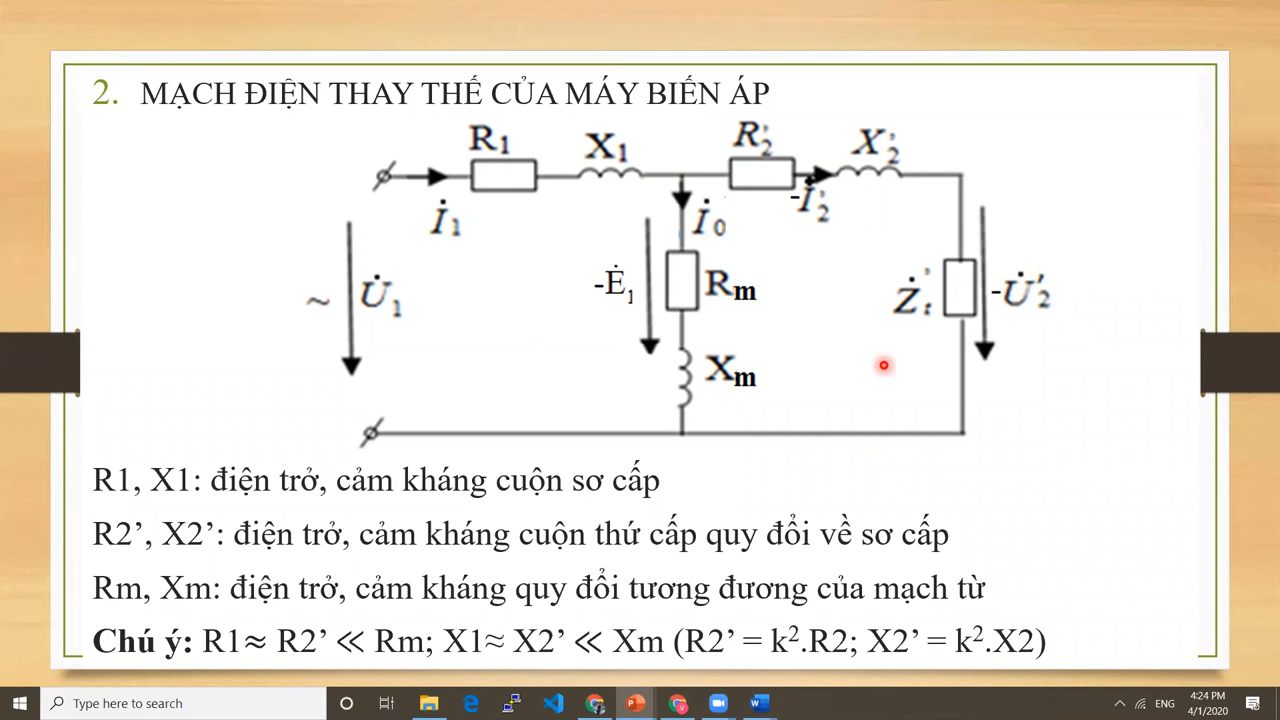 2. MẠCH ĐIỆN THAY THẾ CỦA MÁY BIẾN ÁP
R1 X1 R'2 X'2
İ1 İ0 -İ'2
~ U̇1 -Ė1 Rm Ż't -U̇'2
Xm
R1, X1: điện trở, cảm kháng cuộn sơ cấp
R2’, X2’: điện trở, cảm kháng cuộn thứ cấp quy đổi về sơ cấp
Rm, Xm: điện trở, cảm kháng quy đổi tương đương của mạch từ
Chú ý: R1≈ R2’ ≪ Rm; X1≈ X2’ ≪ Xm (R2’ = k².R2; X2’ = k².X2)
Type here to search
ENG
4:24 PM
4/1/2020